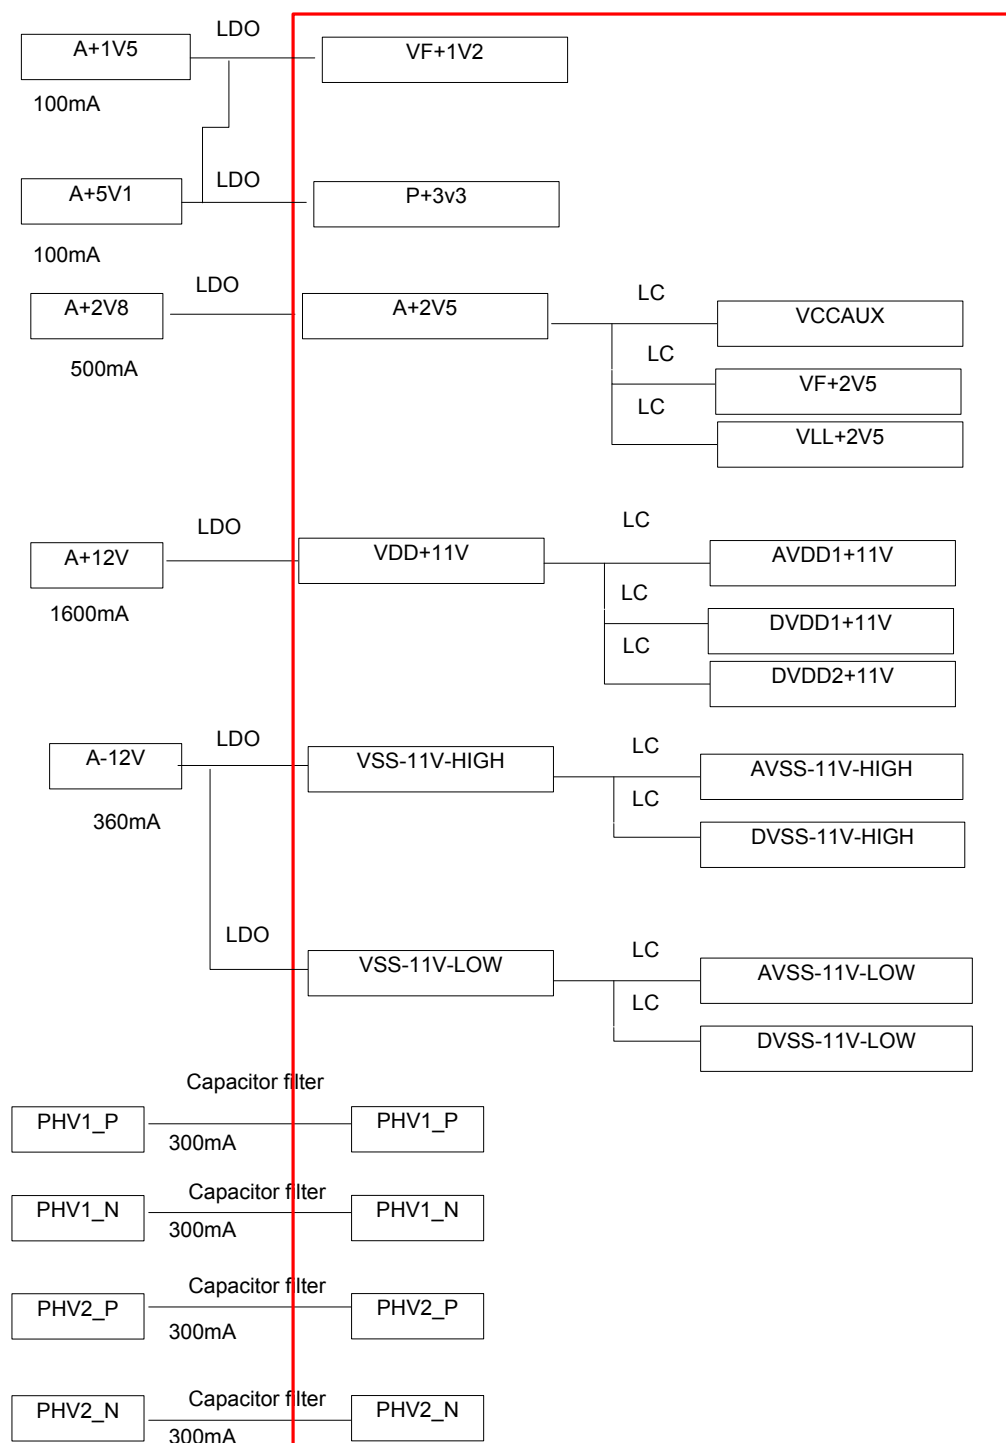 LDO
A+1V5
VF+1V2
100mA
LDO
A+5V1
P+3v3
100mA
LDO
A+2V8
A+2V5
LC
VCCAUX
500mA
LC
VF+2V5
LC
VLL+2V5
LDO
A+12V
VDD+11V
LC
AVDD1+11V
1600mA
LC
DVDD1+11V
LC
DVDD2+11V
LDO
A-12V
VSS-11V-HIGH
LC
AVSS-11V-HIGH
360mA
LC
DVSS-11V-HIGH
LDO
VSS-11V-LOW
LC
AVSS-11V-LOW
LC
DVSS-11V-LOW
Capacitor filter
PHV1_P
PHV1_P
300mA
Capacitor filter
PHV1_N
PHV1_N
300mA
Capacitor filter
PHV2_P
PHV2_P
300mA
Capacitor filter
PHV2_N
PHV2_N
300mA